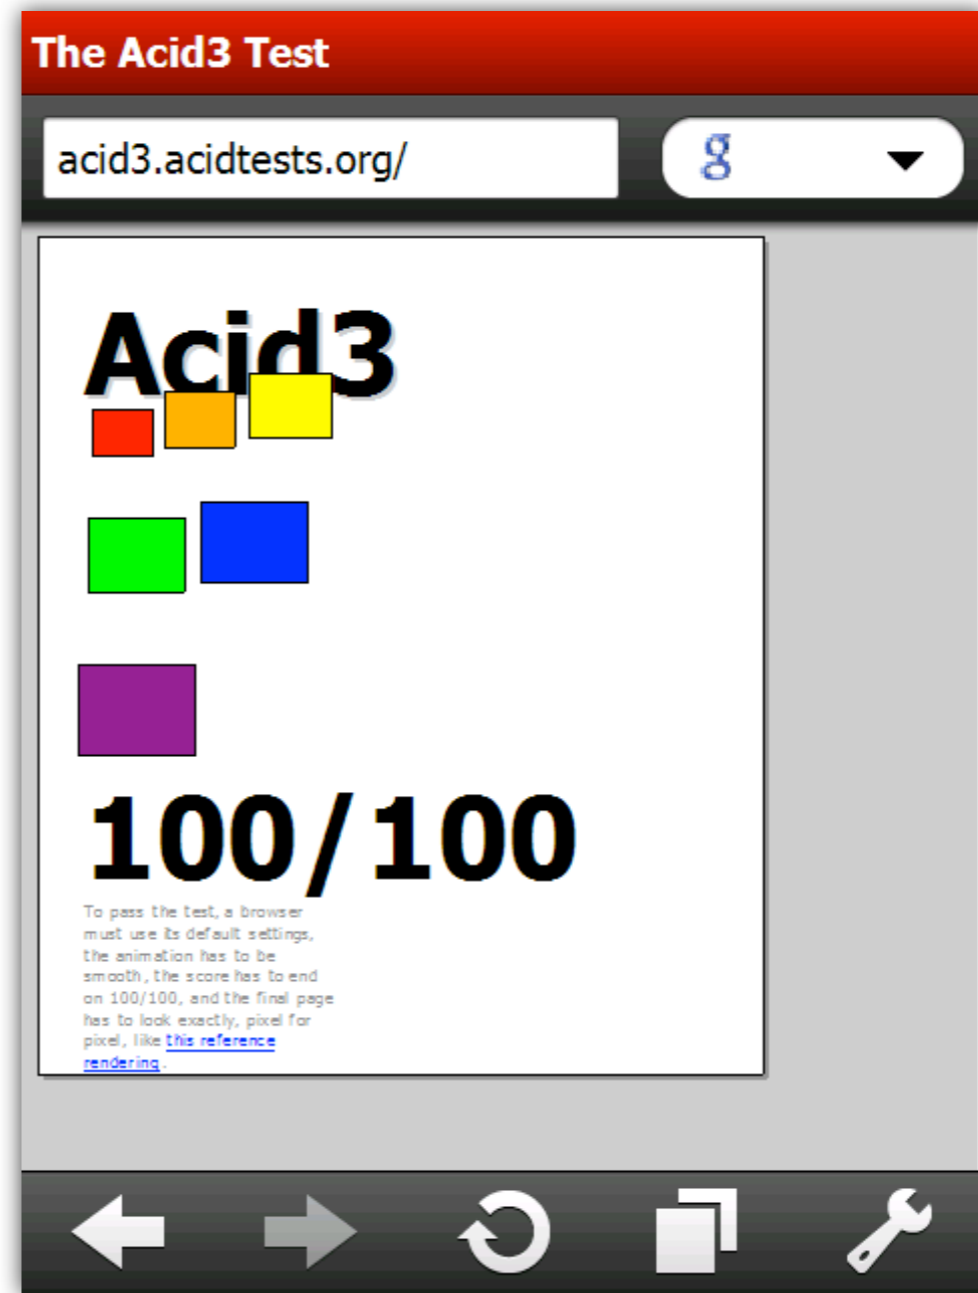 The Acid3 Test
acid3.acidtests.org/
g
Acid3
100/100
To pass the test, a browser
must use its default settings,
the animation has to be
smooth, the score has to end
on 100/100, and the final page
has to look exactly, pixel for
pixel, like this reference
rendering.